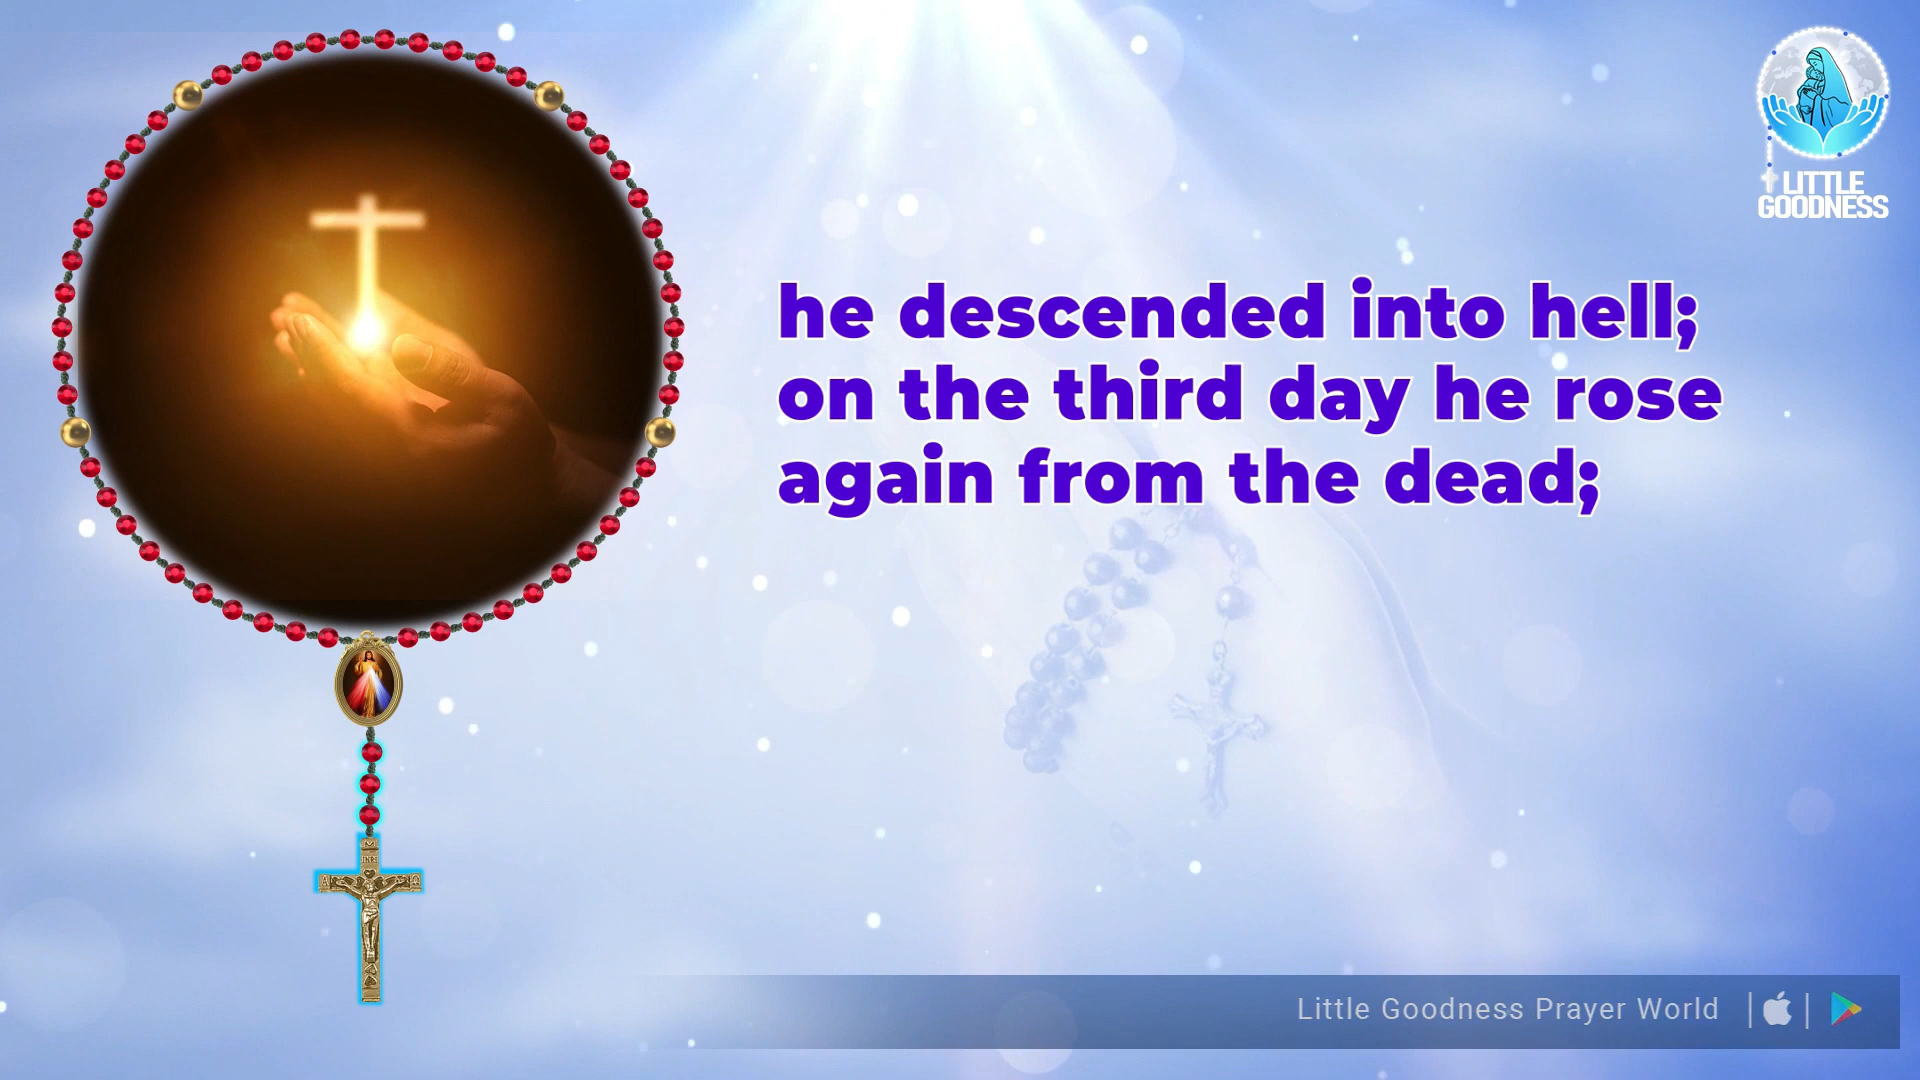 he descended into hell;
on the third day he rose
again from the dead;
LITTLE
GOODNESS
INRI
Little Goodness Prayer World